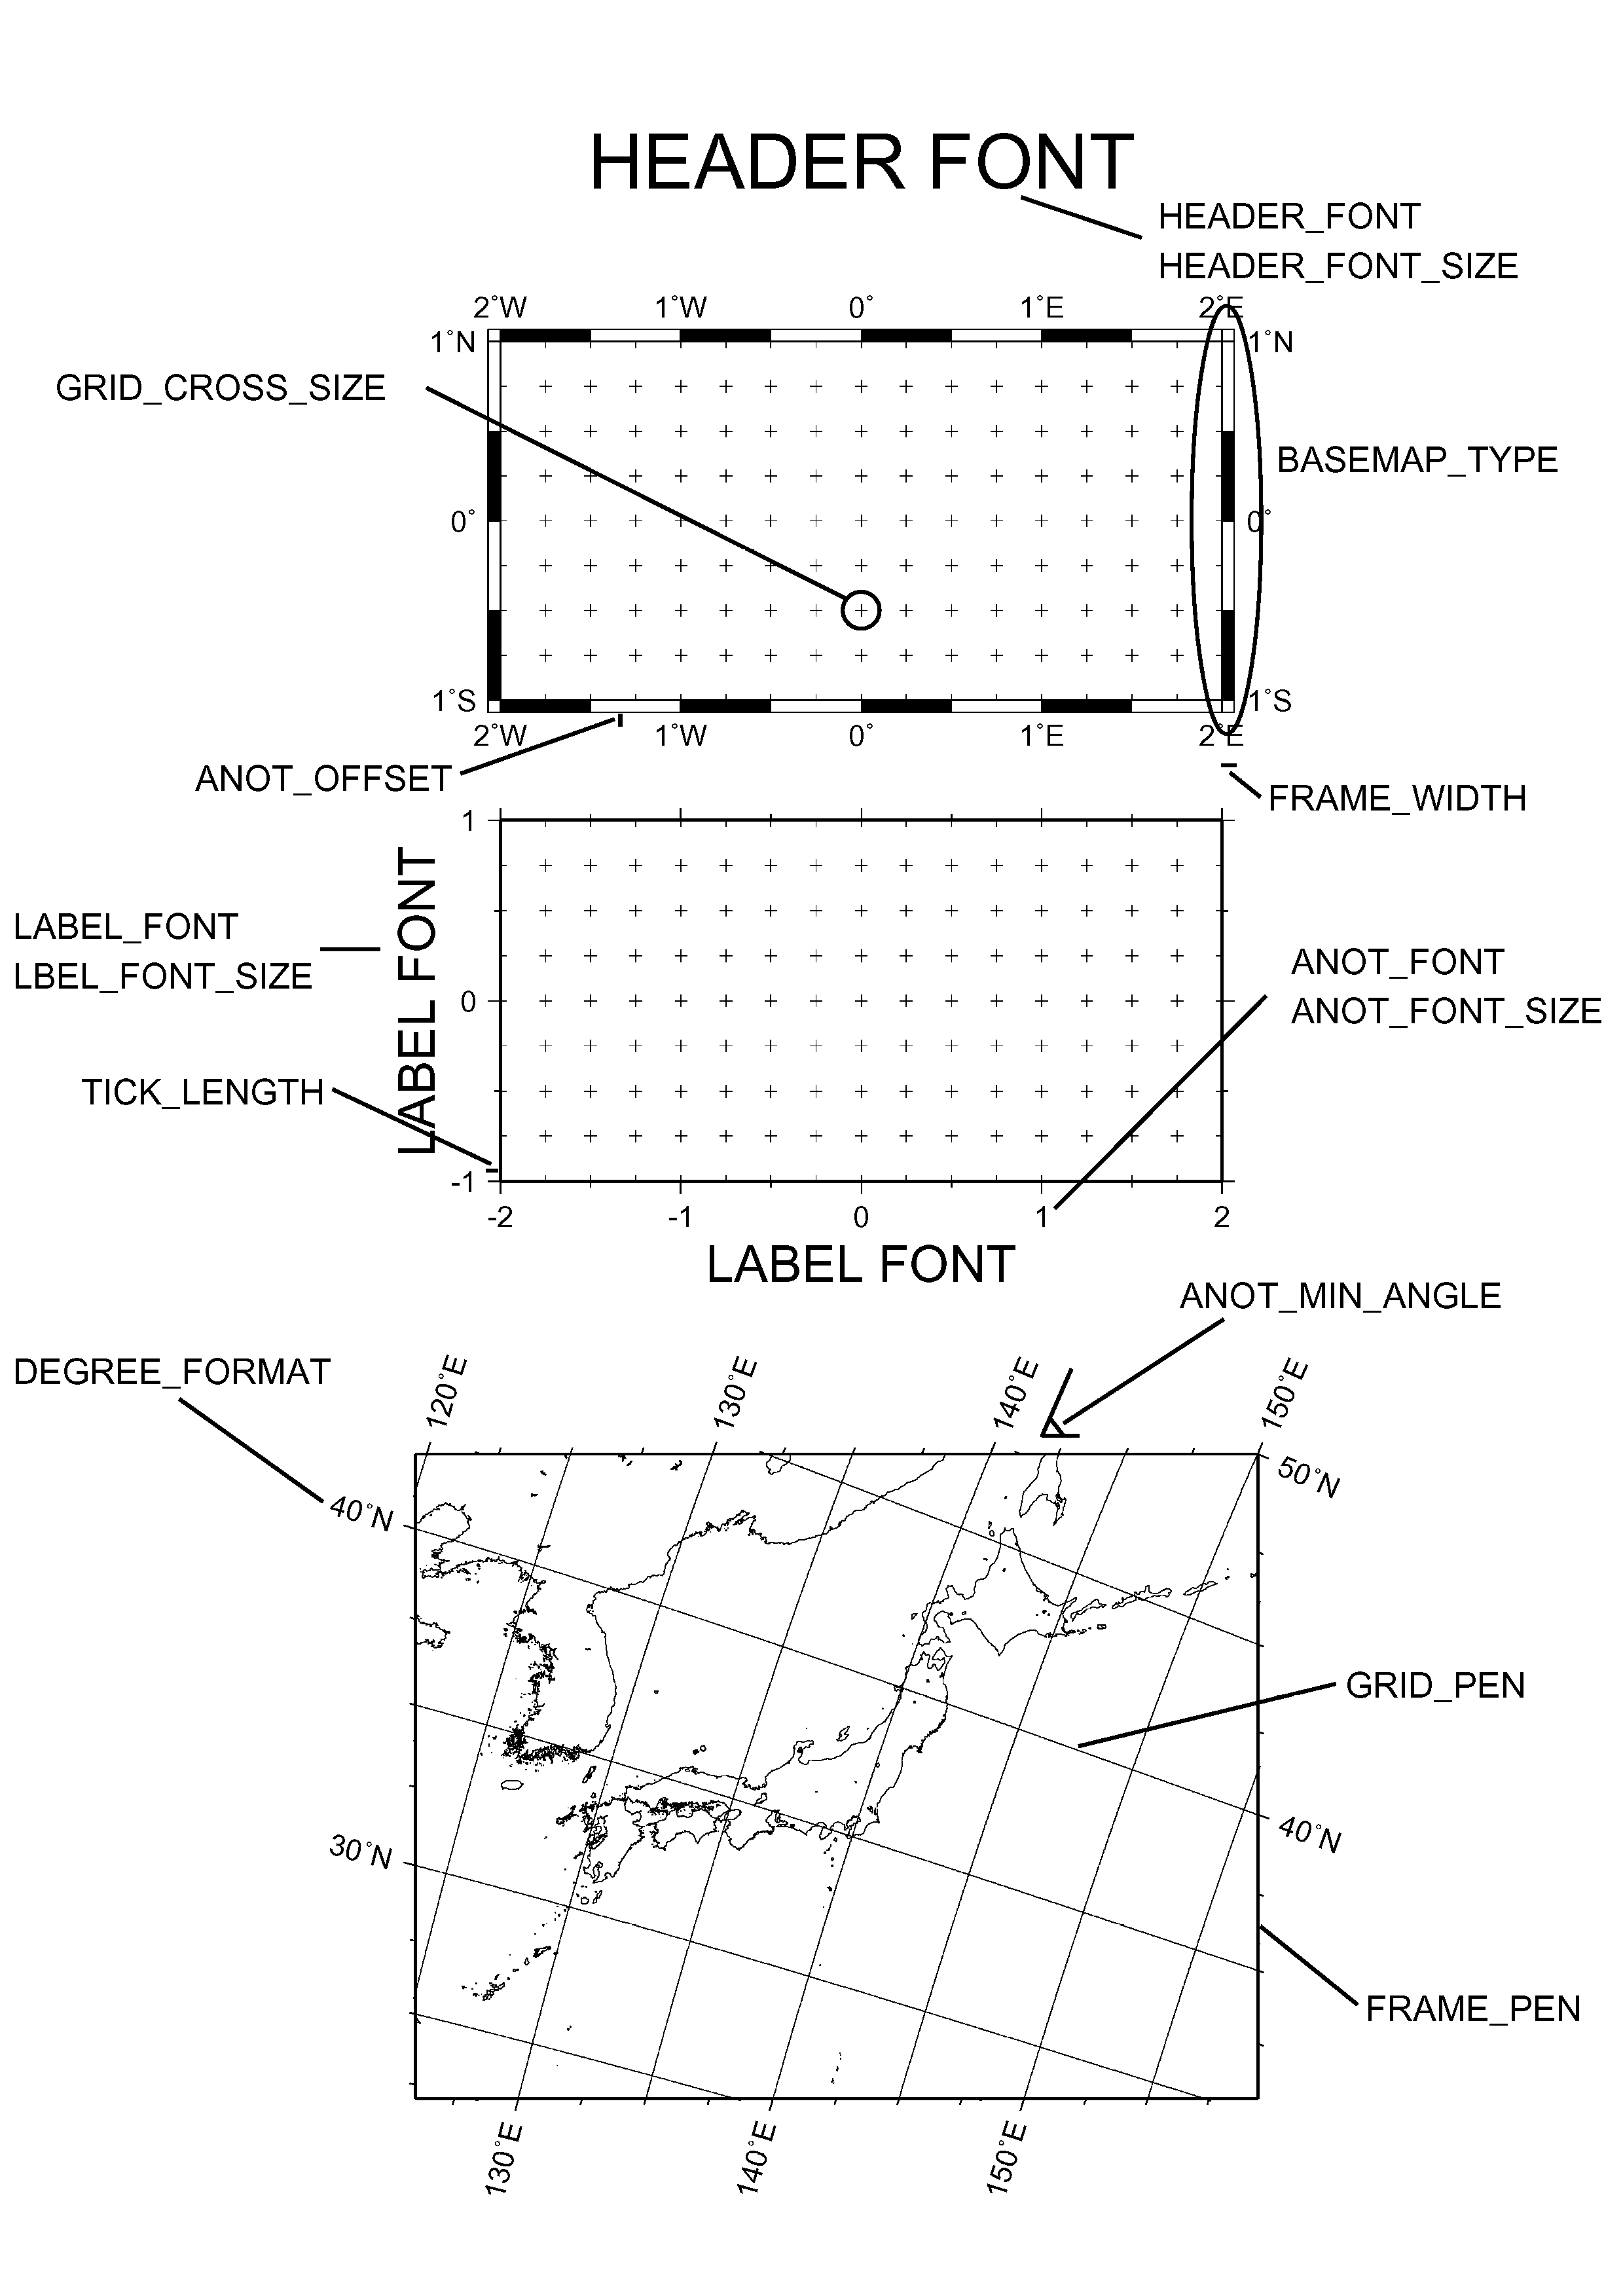 HEADER FONT
HEADER_FONT
HEADER_FONT_SIZE
2°W 1°W 0° 1°E 2°E
1°N 1°N
GRID_CROSS_SIZE
BASEMAP_TYPE
0° 0°
1°S 1°S
2°W 1°W 0° 1°E 2°E
ANOT_OFFSET
FRAME_WIDTH
1
LABEL FONT
LABEL_FONT
LBEL_FONT_SIZE
ANOT_FONT
ANOT_FONT_SIZE
0
TICK_LENGTH
-1
-2 -1 0 1 2
LABEL FONT
ANOT_MIN_ANGLE
DEGREE_FORMAT
120°E 130°E 140°E 150°E
50°N
40°N
GRID_PEN
40°N
30°N
FRAME_PEN
130°E 140°E 150°E